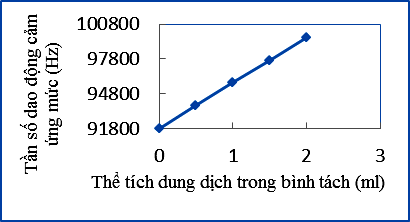 Tần số dao động cảm
ứng mức (Hz)
100800
97800
94800
91800
0
1
2
3
Thể tích dung dịch trong bình tách (ml)